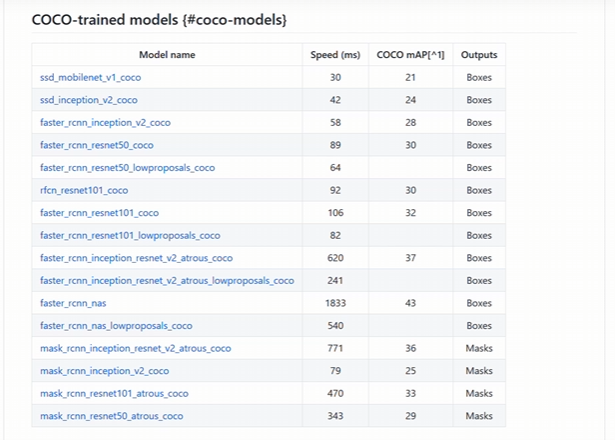 COCO-trained models {#coco-models}
Model name Speed (ms) COCO mAP[^1] Outputs
ssd_mobilenet_v1_coco 30 21 Boxes
ssd_inception_v2_coco 42 24 Boxes
faster_rcnn_inception_v2_coco 58 28 Boxes
faster_rcnn_resnet50_coco 89 30 Boxes
faster_rcnn_resnet50_lowproposals_coco 64 Boxes
rfcn_resnet101_coco 92 30 Boxes
faster_rcnn_resnet101_coco 106 32 Boxes
faster_rcnn_resnet101_lowproposals_coco 82 Boxes
faster_rcnn_inception_resnet_v2_atrous_coco 620 37 Boxes
faster_rcnn_inception_resnet_v2_atrous_lowproposals_coco 241 Boxes
faster_rcnn_nas 1833 43 Boxes
faster_rcnn_nas_lowproposals_coco 540 Boxes
mask_rcnn_inception_resnet_v2_atrous_coco 771 36 Masks
mask_rcnn_inception_v2_coco 79 25 Masks
mask_rcnn_resnet101_atrous_coco 470 33 Masks
mask_rcnn_resnet50_atrous_coco 343 29 Masks